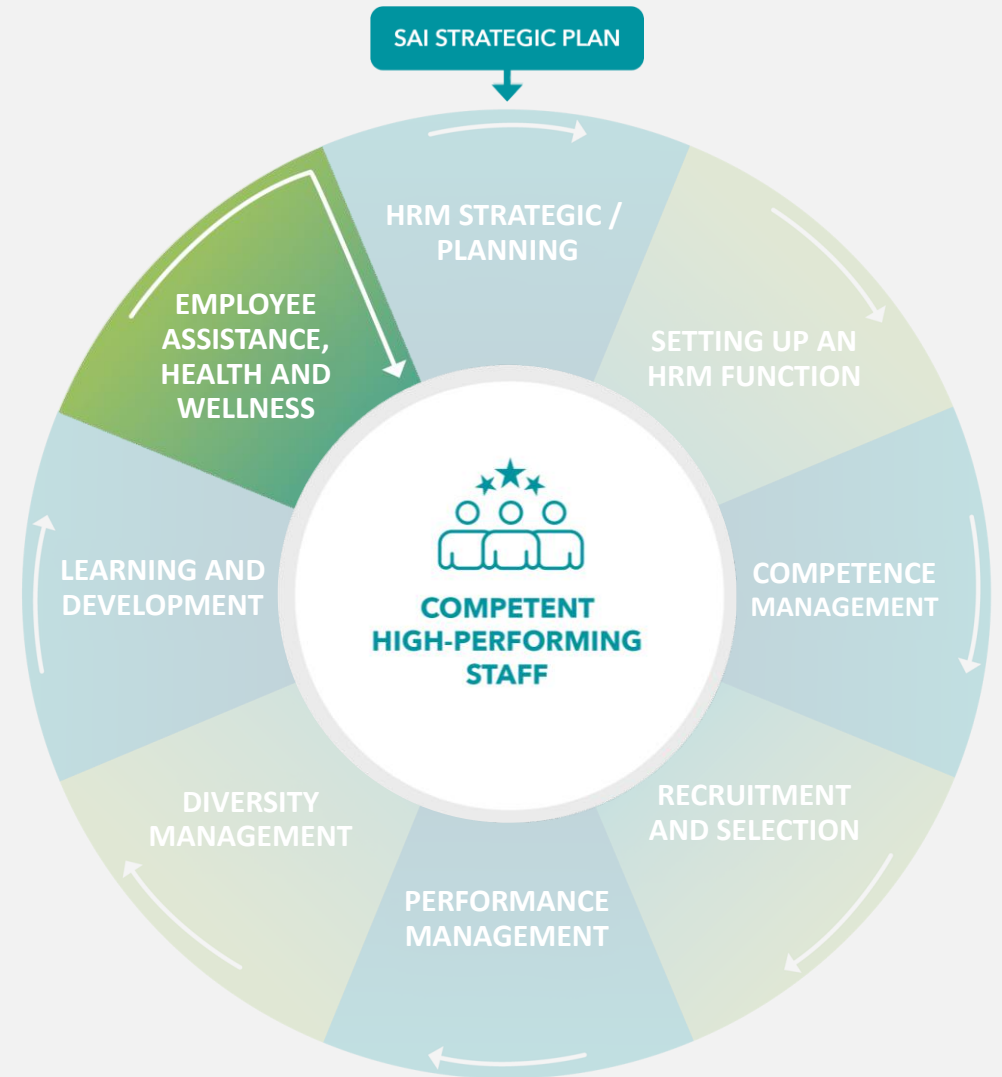 SAI STRATEGIC PLAN
HRM STRATEGIC /
PLANNING
SETTING UP AN
HRM FUNCTION
COMPETENCE
MANAGEMENT
RECRUITMENT
AND SELECTION
PERFORMANCE
MANAGEMENT
DIVERSITY
MANAGEMENT
LEARNING AND
DEVELOPMENT
EMPLOYEE
ASSISTANCE,
HEALTH AND
WELLNESS
COMPETENT
HIGH-PERFORMING
STAFF